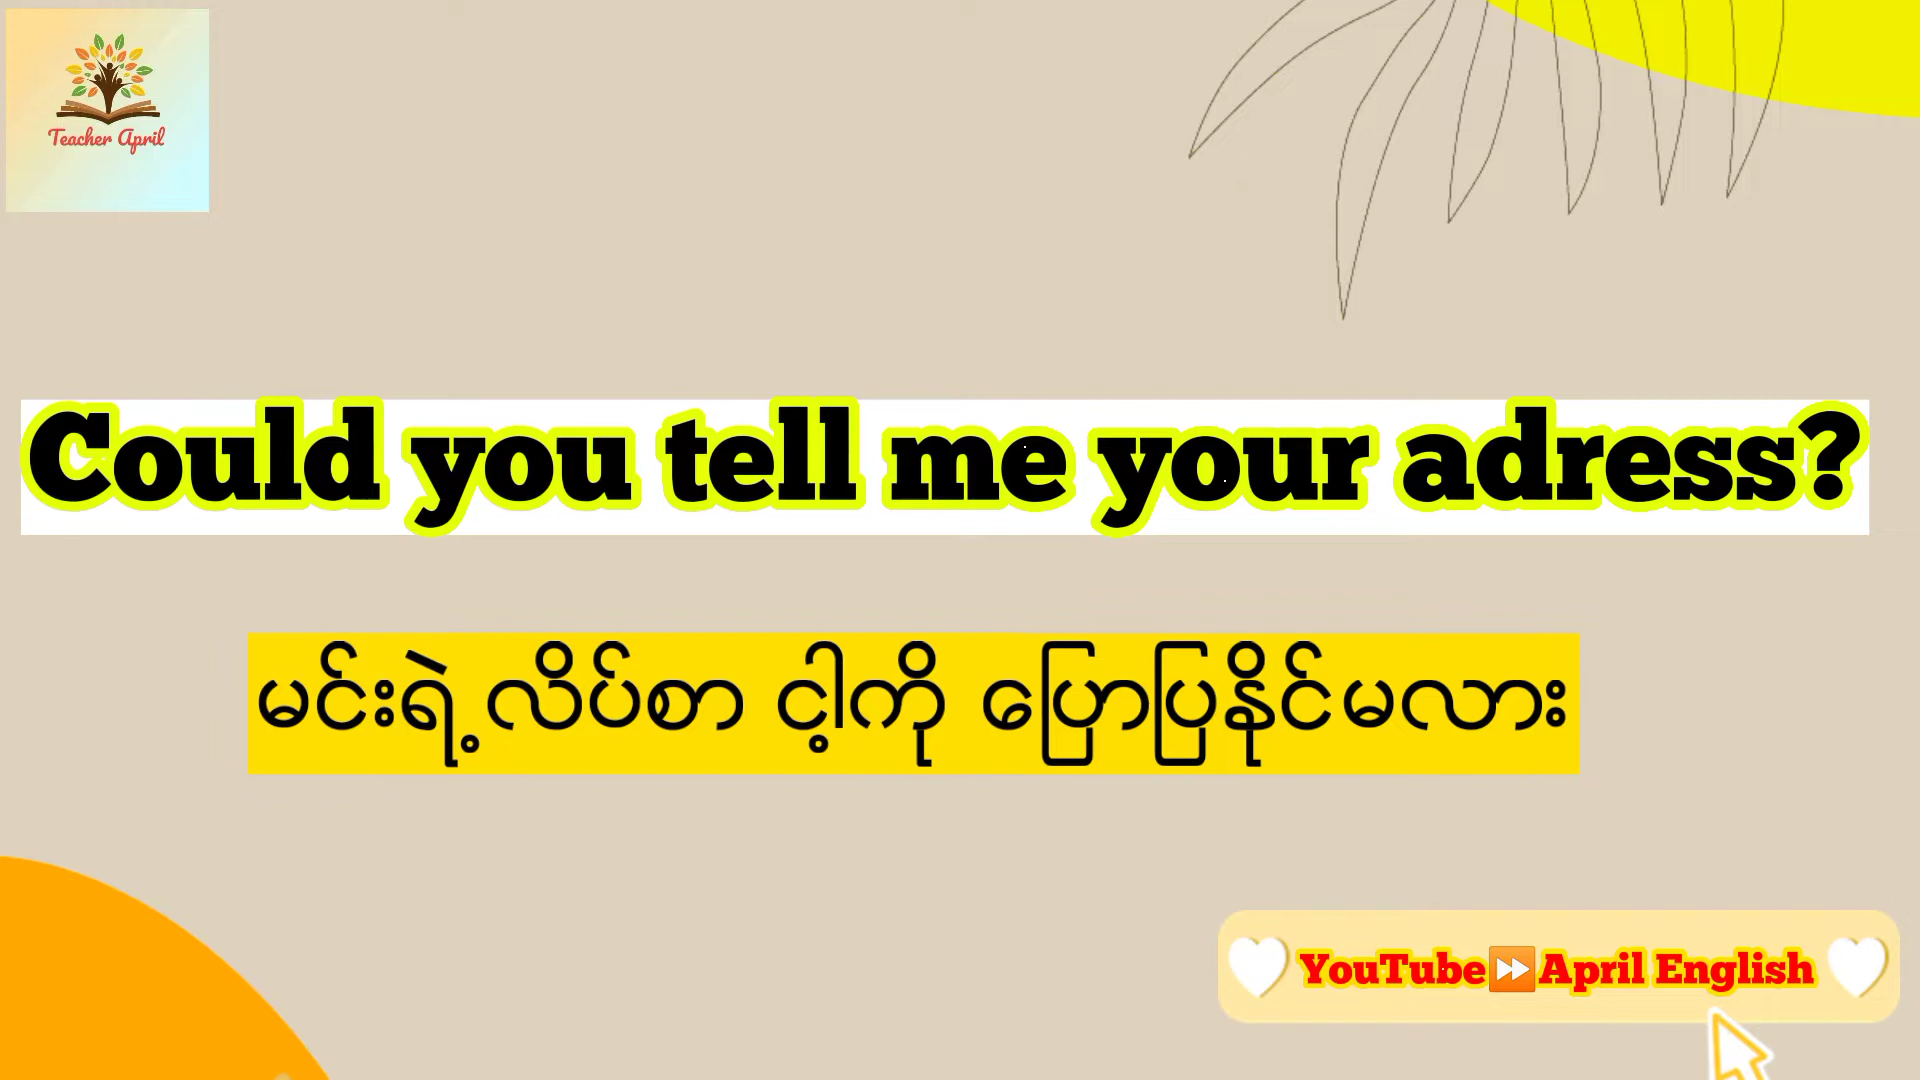 Teacher April
Could you tell me your adress?
မင်းရဲ့လိပ်စာ ငါ့ကို ပြောပြနိုင်မလား
YouTube⏩April English